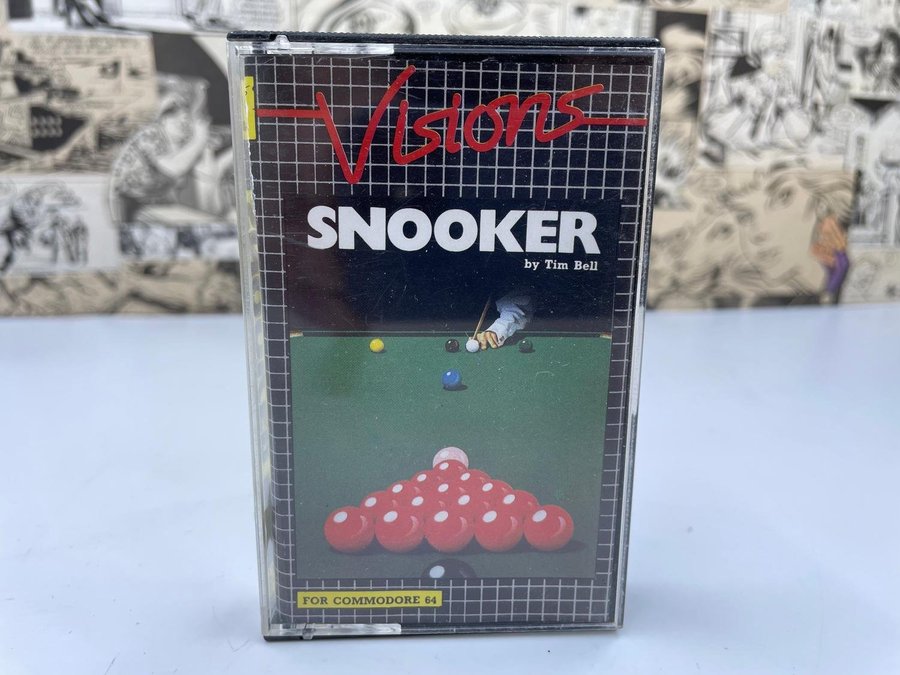 Visions
SNOOKER
by Tim Bell
FOR COMMODORE 64